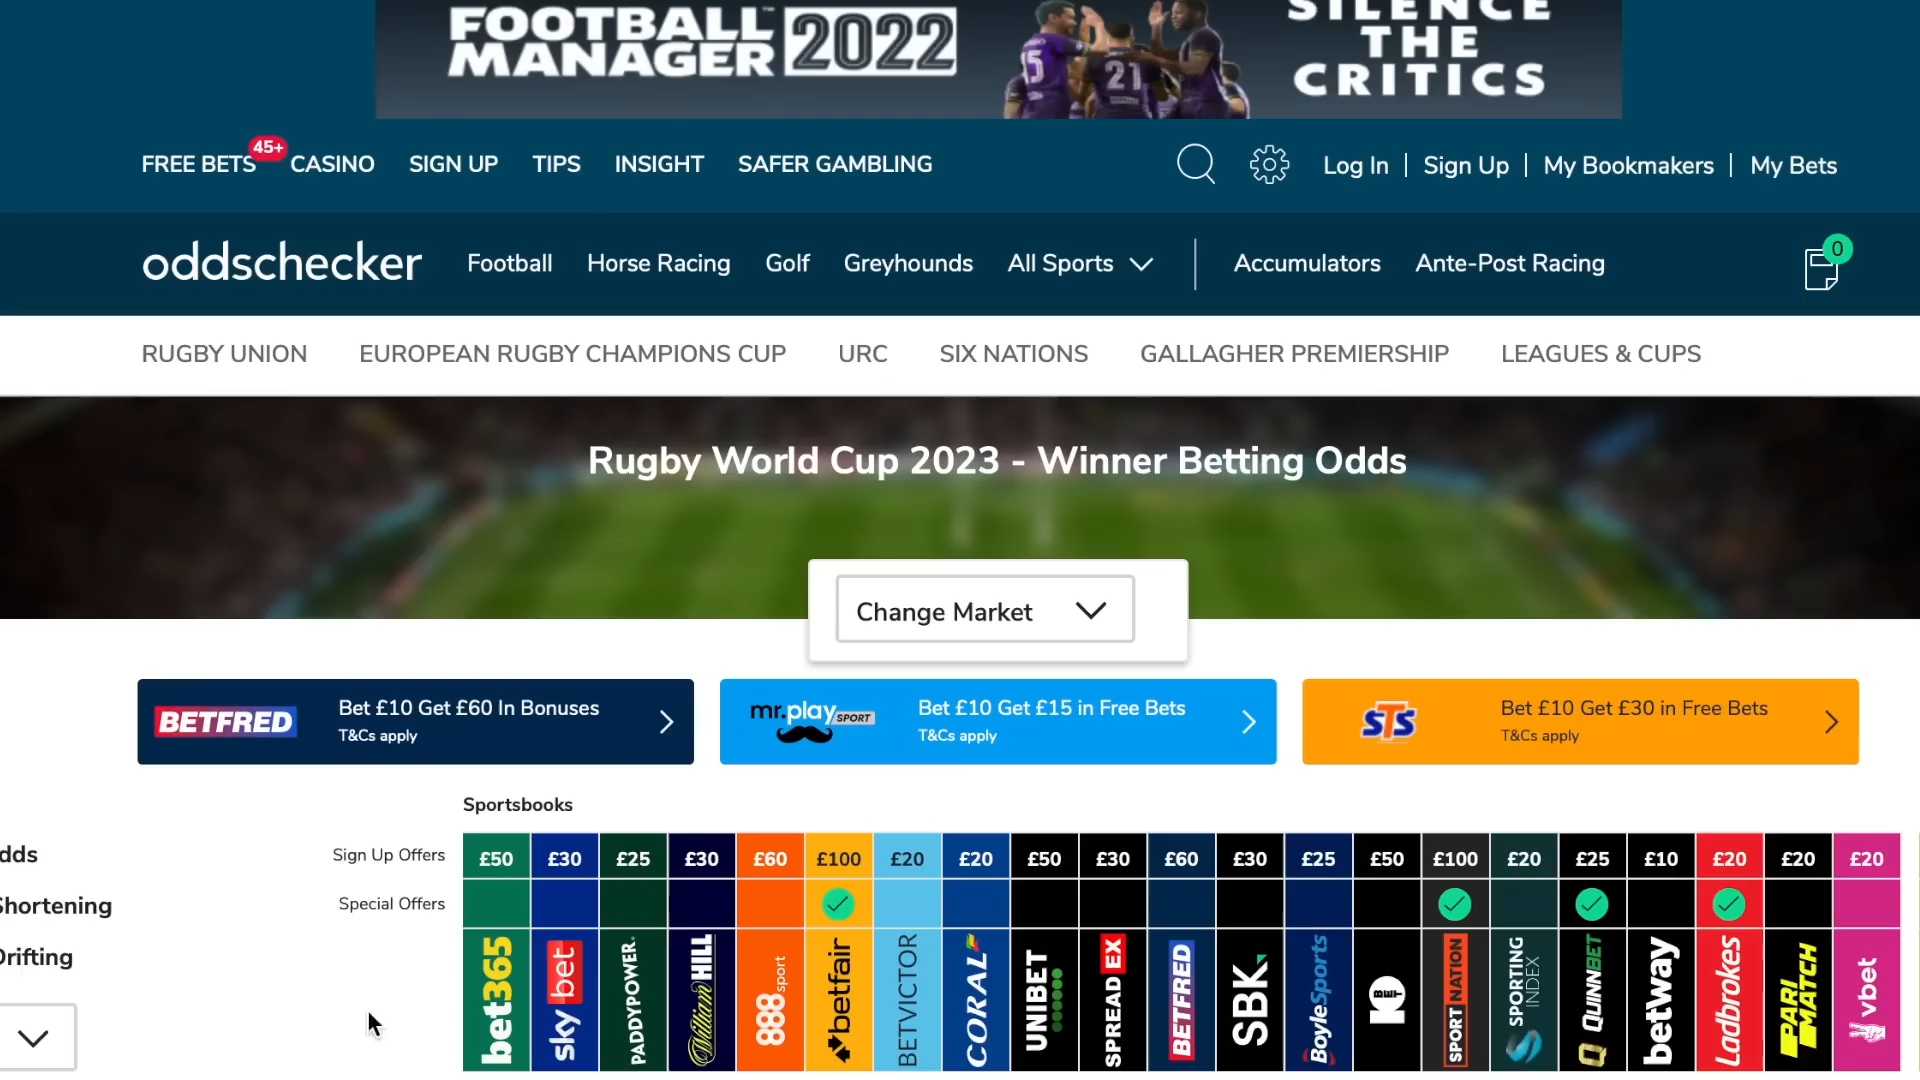 FOOTBALL
MANAGER 2022
SILENCE
THE
CRITICS
15
21
FREE BETS 45+ CASINO SIGN UP TIPS INSIGHT SAFER GAMBLING Log In | Sign Up | My Bookmakers | My Bets
oddschecker Football Horse Racing Golf Greyhounds All Sports Accumulators Ante-Post Racing 0
RUGBY UNION EUROPEAN RUGBY CHAMPIONS CUP URC SIX NATIONS GALLAGHER PREMIERSHIP LEAGUES & CUPS
Rugby World Cup 2023 - Winner Betting Odds
Change Market
BETFRED Bet £10 Get £60 In Bonuses
T&Cs apply
mr.play SPORT Bet £10 Get £15 in Free Bets
T&Cs apply
STS Bet £10 Get £30 in Free Bets
T&Cs apply
Sportsbooks
dds Sign Up Offers £50 £30 £25 £30 £60 £100 £20 £20 £50 £30 £60 £30 £25 £50 £100 £20 £25 £10 £20 £20 £20
Shortening Special Offers
Drifting
bet365
sky bet
PADDYPOWER.
William HILL
888sport
betfair
BETVICTOR
CORAL
UNIBET
SPREAD EX
BETFRED
SBK.
BoyleSports
10 BET
SPORT NATION
SPORTING INDEX
Q QUINNBET
betway
Ladbrokes
PARI MATCH
vbet